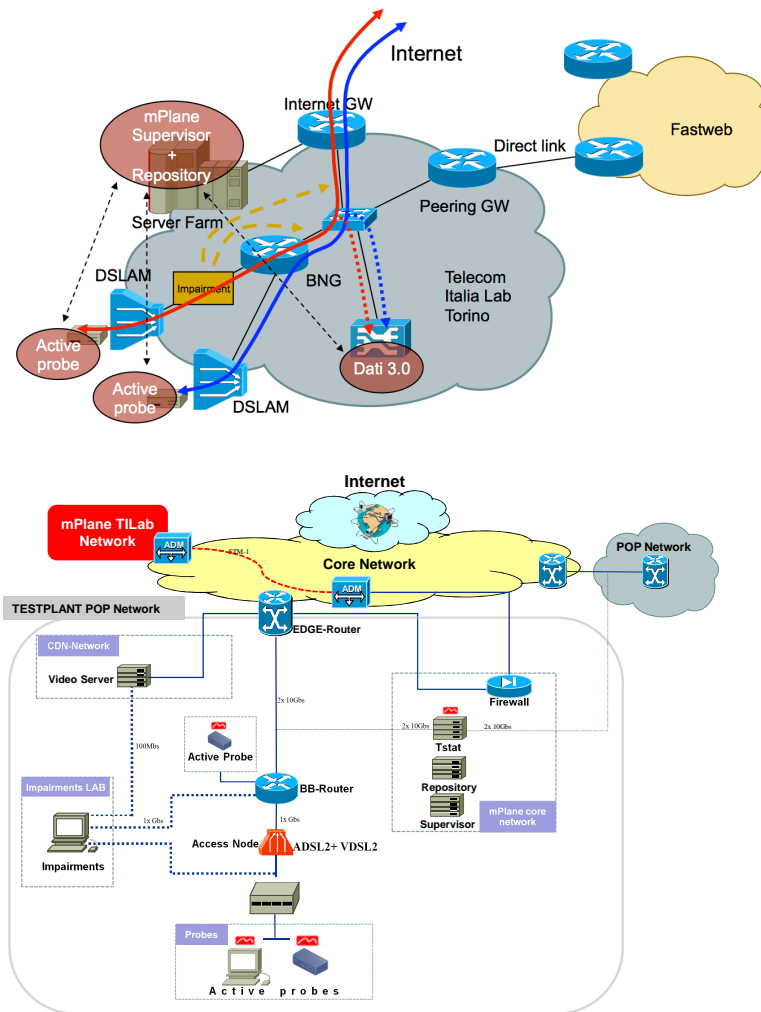 Internet
Internet GW
mPlane
Supervisor
+
Repository
Server Farm
Direct link
Fastweb
Peering GW
DSLAM
Impairment
BNG
Telecom
Italia Lab
Torino
Active
probe
Dati 3.0
Active
probe
DSLAM
Internet
mPlane TILab
Network
ADM
STM-1
Core Network
ADM
POP Network
TESTPLANT POP Network
EDGE-Router
CDN-Network
Video Server
Firewall
2x 10Gbs
2x 10Gbs
2x 10Gbs
Tstat
100Mbs
Active Probe
Repository
BB-Router
Impairments LAB
Supervisor
mPlane core
network
1x Gbs
1x Gbs
Access Node
ADSL2+ VDSL2
Impairments
Probes
Active probes